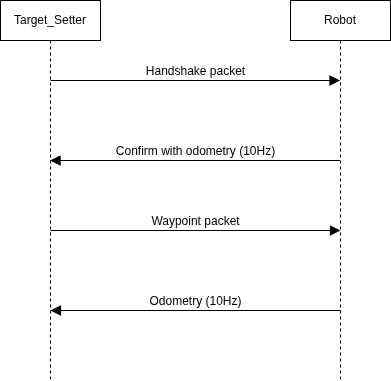 Target_Setter
Robot
Handshake packet
Confirm with odometry (10Hz)
Waypoint packet
Odometry (10Hz)